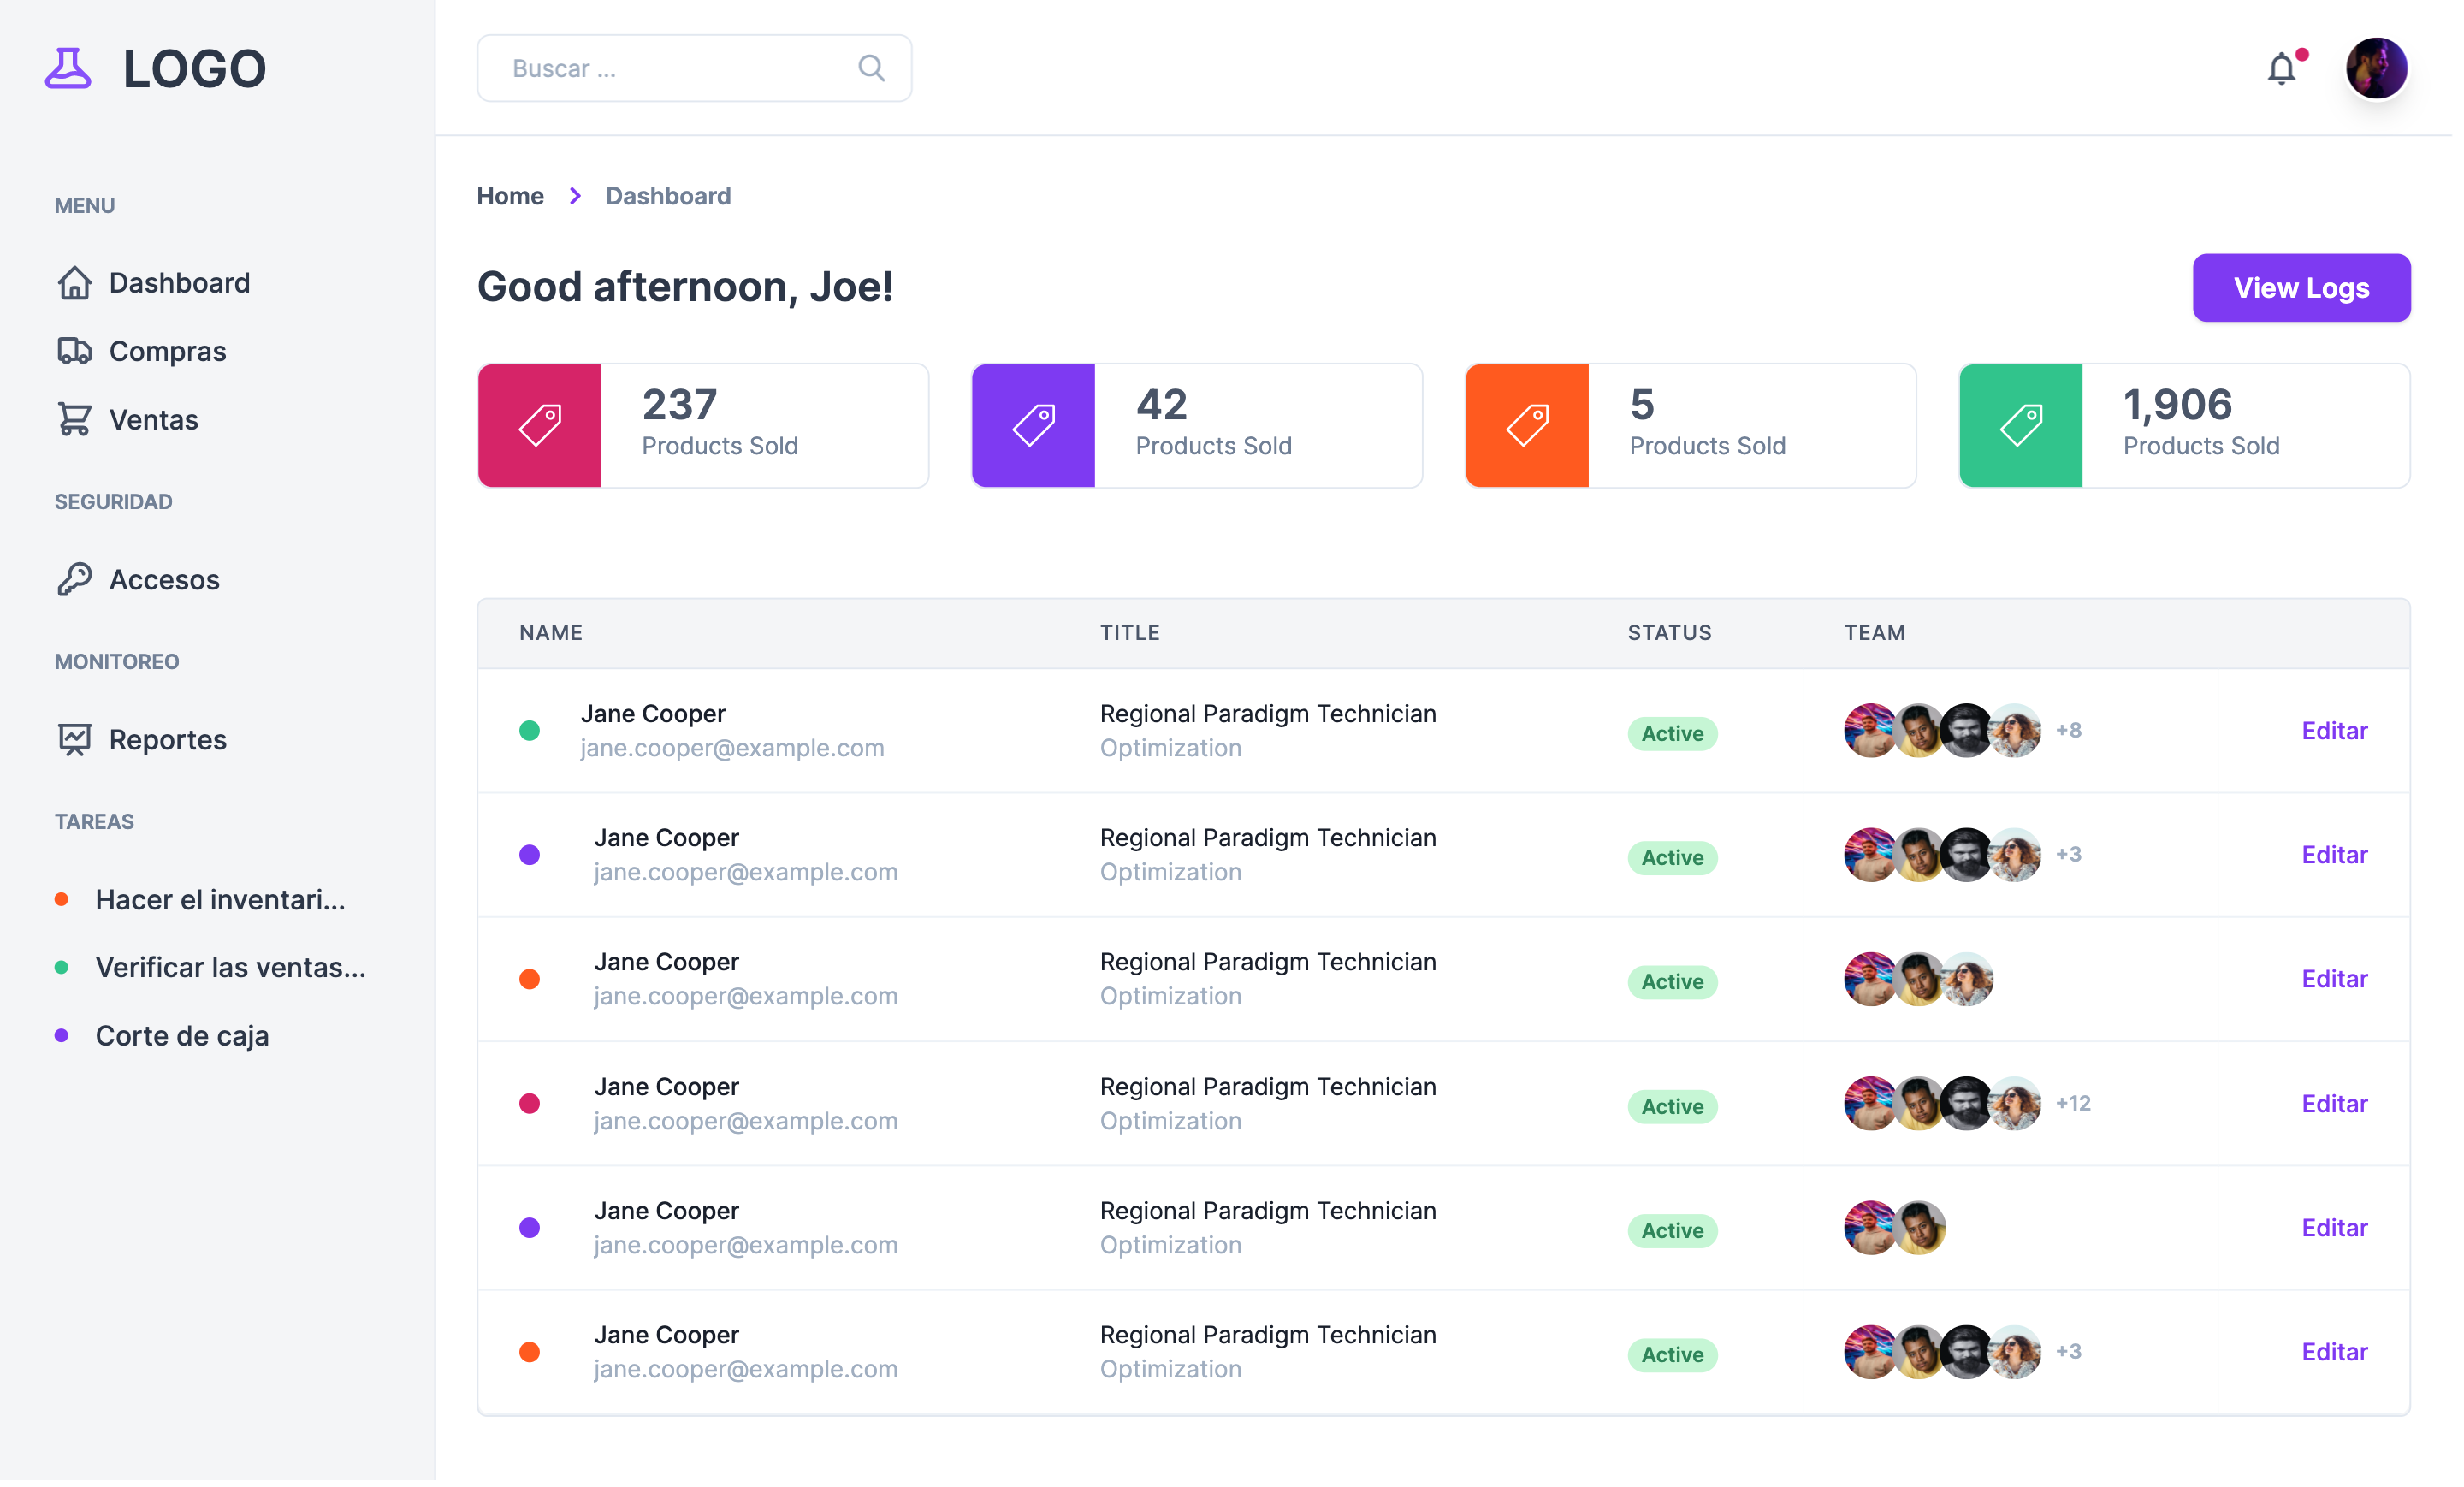 LOGO
Buscar ...
MENU
Dashboard
Compras
Ventas
SEGURIDAD
Accesos
MONITOREO
Reportes
TAREAS
Hacer el inventari...
Verificar las ventas...
Corte de caja
Home > Dashboard
Good afternoon, Joe!
View Logs
237
Products Sold
42
Products Sold
5
Products Sold
1,906
Products Sold
NAME TITLE STATUS TEAM
Jane Cooper Regional Paradigm Technician
jane.cooper@example.com Optimization
Active +8 Editar
Jane Cooper Regional Paradigm Technician
jane.cooper@example.com Optimization
Active +3 Editar
Jane Cooper Regional Paradigm Technician
jane.cooper@example.com Optimization
Active Editar
Jane Cooper Regional Paradigm Technician
jane.cooper@example.com Optimization
Active +12 Editar
Jane Cooper Regional Paradigm Technician
jane.cooper@example.com Optimization
Active Editar
Jane Cooper Regional Paradigm Technician
jane.cooper@example.com Optimization
Active +3 Editar